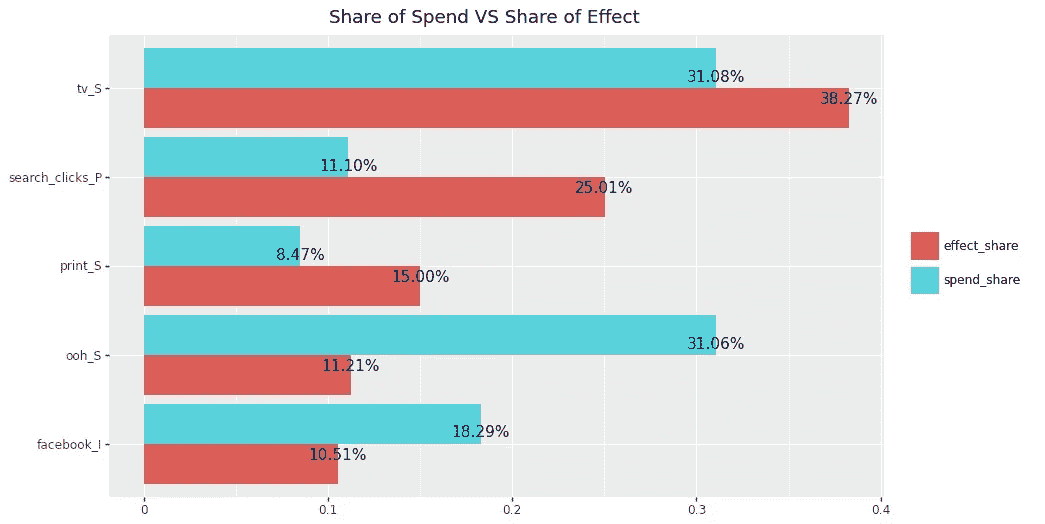 Share of Spend VS Share of Effect
tv_S
31.08%
38.27%
search_clicks_P
11.10%
25.01%
print_S
8.47%
15.00%
ooh_S
31.06%
11.21%
facebook_I
18.29%
10.51%
0 0.1 0.2 0.3 0.4
effect_share
spend_share